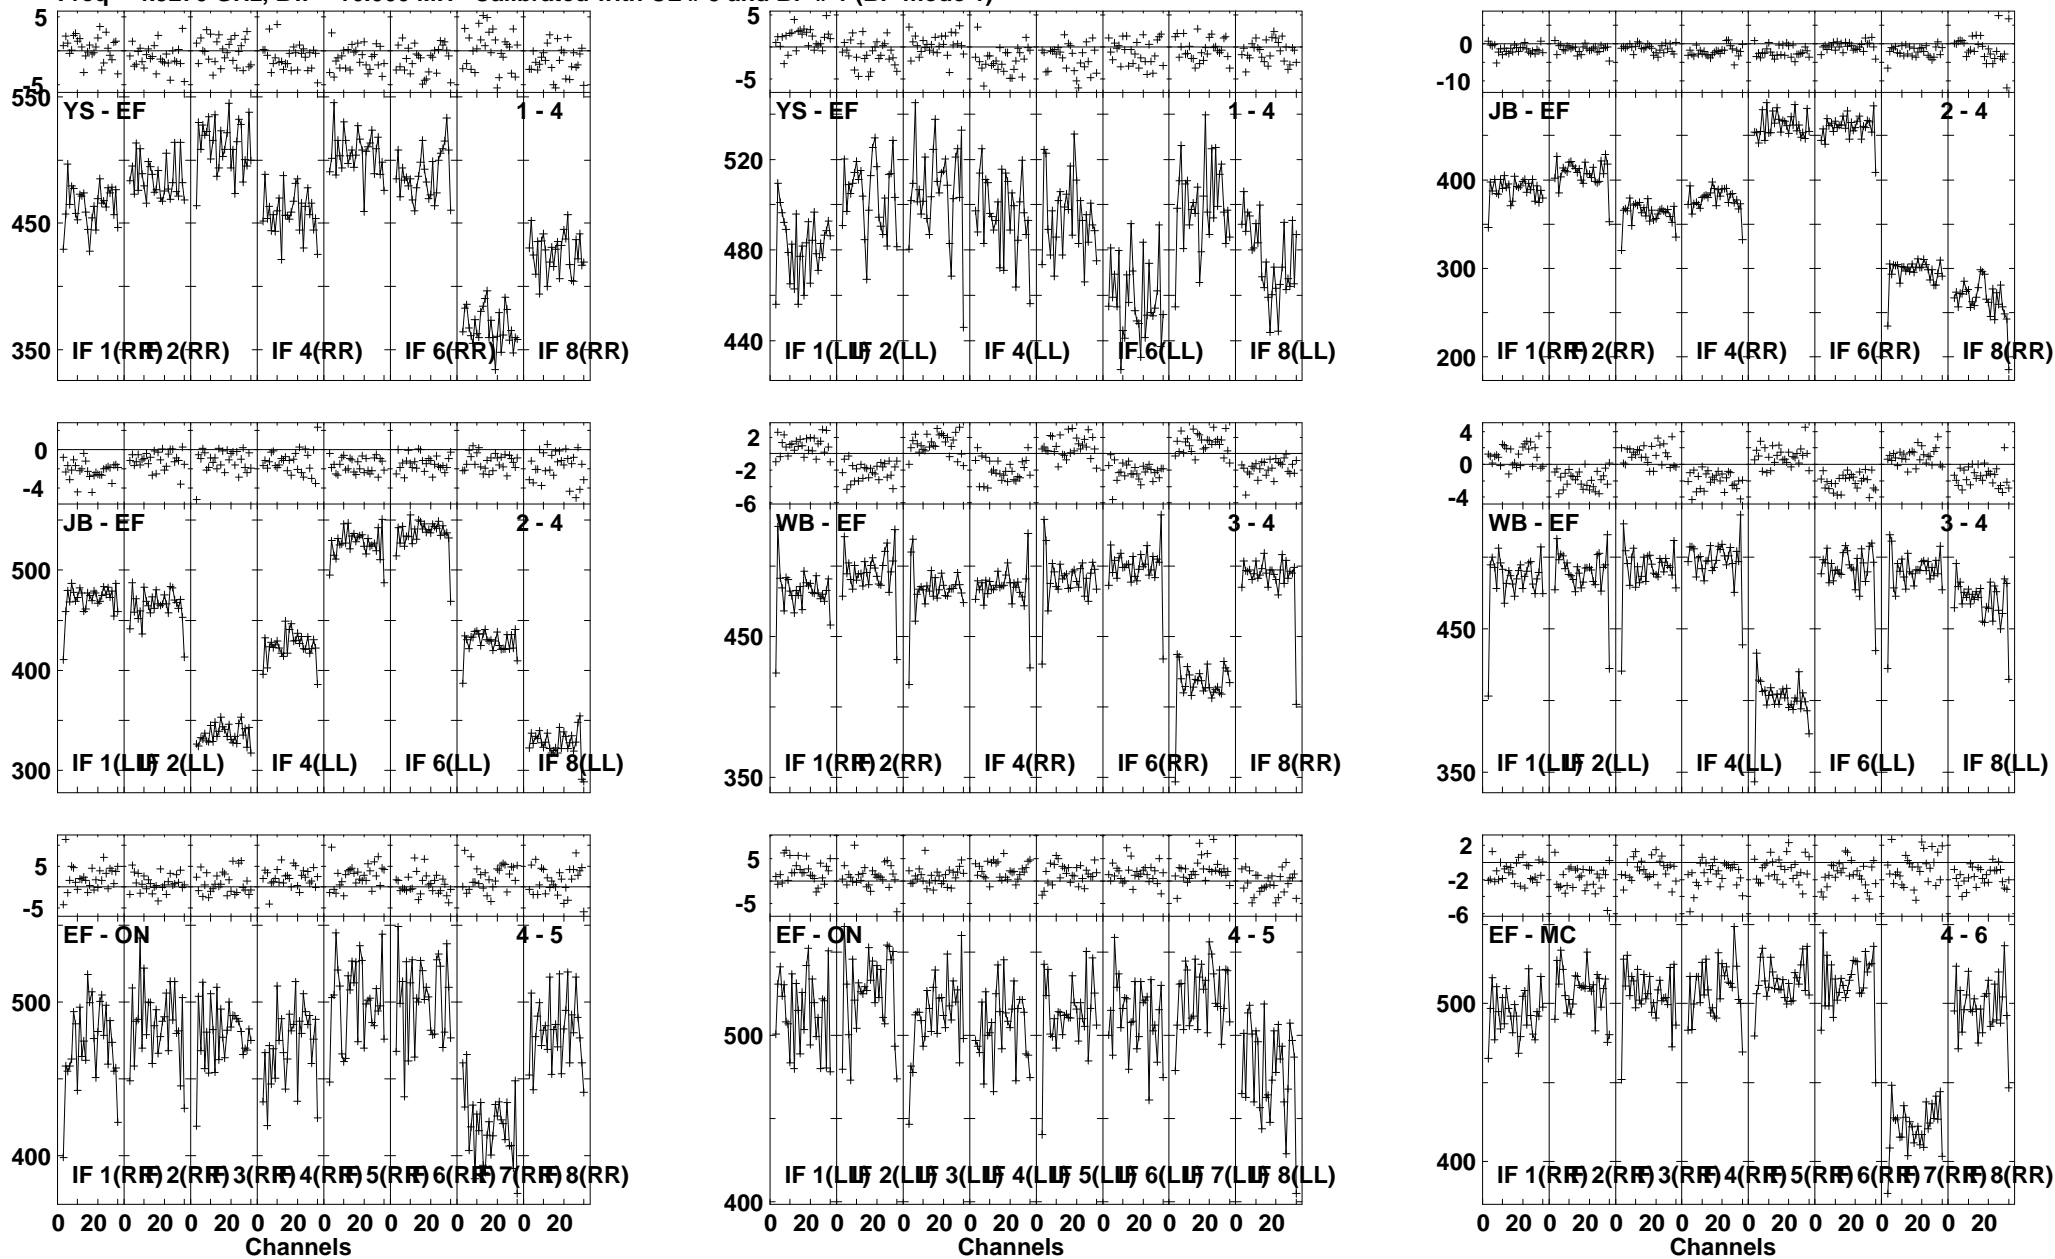 5 5 0
-5 -5 -10
550 YS - EF 1 - 4 YS - EF 1 - 4 JB - EF 2 - 4
520 400
450 480 300
350 IF 1(RR) IF 2(RR) IF 4(RR) IF 6(RR) IF 8(RR) 440 IF 1(LL) IF 2(LL) IF 4(LL) IF 6(LL) IF 8(LL) 200 IF 1(RR) IF 2(RR) IF 4(RR) IF 6(RR) IF 8(RR)
0 2 4
-4 -2 0
-6 -4
JB - EF 2 - 4 WB - EF 3 - 4 WB - EF 3 - 4
500
400 450 450
300 IF 1(LL) IF 2(LL) IF 4(LL) IF 6(LL) IF 8(LL) 350 IF 1(RR) IF 2(RR) IF 4(RR) IF 6(RR) IF 8(RR) 350 IF 1(LL) IF 2(LL) IF 4(LL) IF 6(LL) IF 8(LL)
5 5 2
-5 -5 -2
-6
EF - ON 4 - 5 EF - ON 4 - 5 EF - MC 4 - 6
500 500 500
400 IF 1(RR) IF 2(RR) IF 3(RR) IF 4(RR) IF 5(RR) IF 6(RR) IF 7(RR) IF 8(RR) 400 IF 1(LL) IF 2(LL) IF 3(LL) IF 4(LL) IF 5(LL) IF 6(LL) IF 7(LL) IF 8(LL) 400 IF 1(RR) IF 2(RR) IF 3(RR) IF 4(RR) IF 5(RR) IF 6(RR) IF 7(RR) IF 8(RR)
0 20 0 20 0 20 0 20 0 20 0 20 0 20 0 20 0 20 0 20 0 20 0 20 0 20 0 20 0 20 0 20 0 20 0 20 0 20 0 20 0 20 0 20 0 20 0 20
Channels Channels Channels